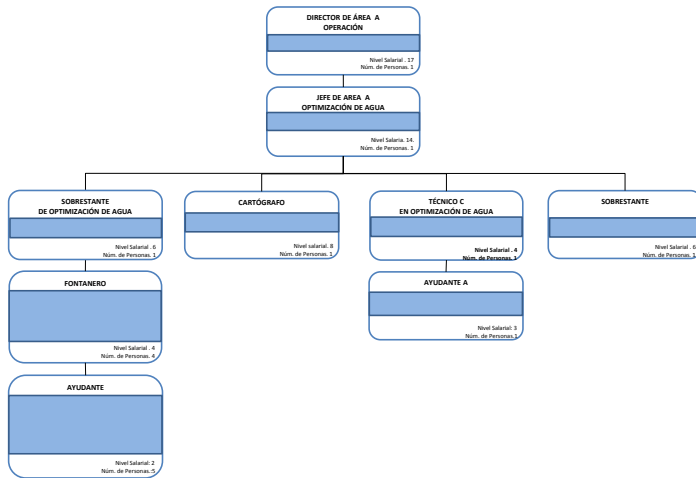 DIRECTOR DE ÁREA A
OPERACIÓN
Nivel Salarial . 17
Núm. de Personas. 1
JEFE DE AREA A
OPTIMIZACIÓN DE AGUA
Nivel Salaria. 14.
Núm. de Personas. 1
SOBRESTANTE
DE OPTIMIZACIÓN DE AGUA
Nivel Salarial . 6
Núm. de Personas. 1
CARTÓGRAFO
Nivel salarial. 8
Núm. de Personas. 1
TÉCNICO C
EN OPTIMIZACIÓN DE AGUA
Nivel Salarial . 4
Núm. de Personas. 1
SOBRESTANTE
Nivel Salarial . 6
Núm. de Personas. 1
FONTANERO
Nivel Salarial . 4
Núm. de Personas. 4
AYUDANTE A
Nivel Salarial: 3
Núm. de Personas.1
AYUDANTE
Nivel Salarial: 2
Núm. de Personas.:5